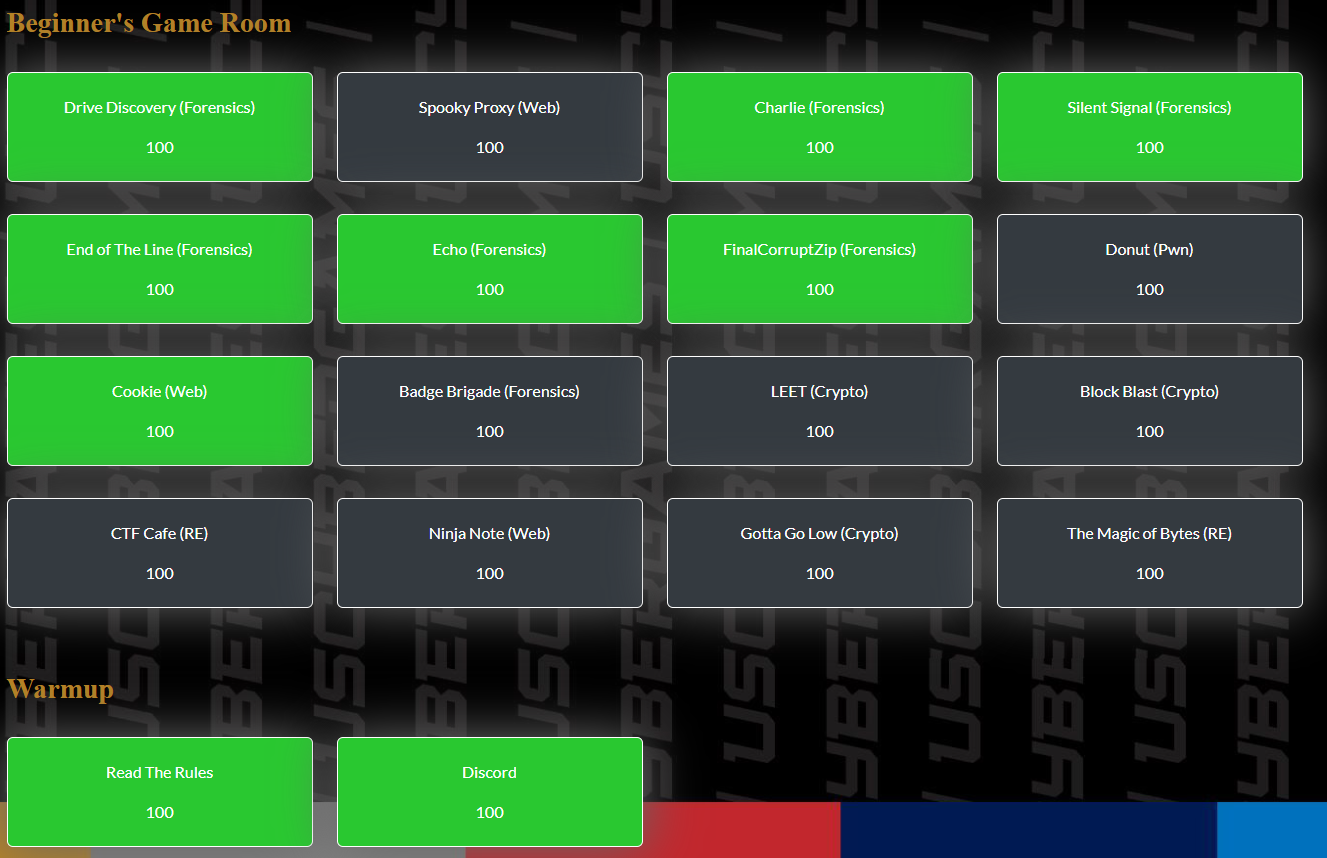 Beginner's Game Room
Drive Discovery (Forensics)
100
Spooky Proxy (Web)
100
Charlie (Forensics)
100
Silent Signal (Forensics)
100
End of The Line (Forensics)
100
Echo (Forensics)
100
FinalCorruptZip (Forensics)
100
Donut (Pwn)
100
Cookie (Web)
100
Badge Brigade (Forensics)
100
LEET (Crypto)
100
Block Blast (Crypto)
100
CTF Cafe (RE)
100
Ninja Note (Web)
100
Gotta Go Low (Crypto)
100
The Magic of Bytes (RE)
100
Warmup
Read The Rules
100
Discord
100